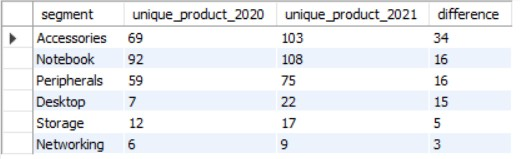 segment unique_product_2020 unique_product_2021 difference
Accessories 69 103 34
Notebook 92 108 16
Peripherals 59 75 16
Desktop 7 22 15
Storage 12 17 5
Networking 6 9 3